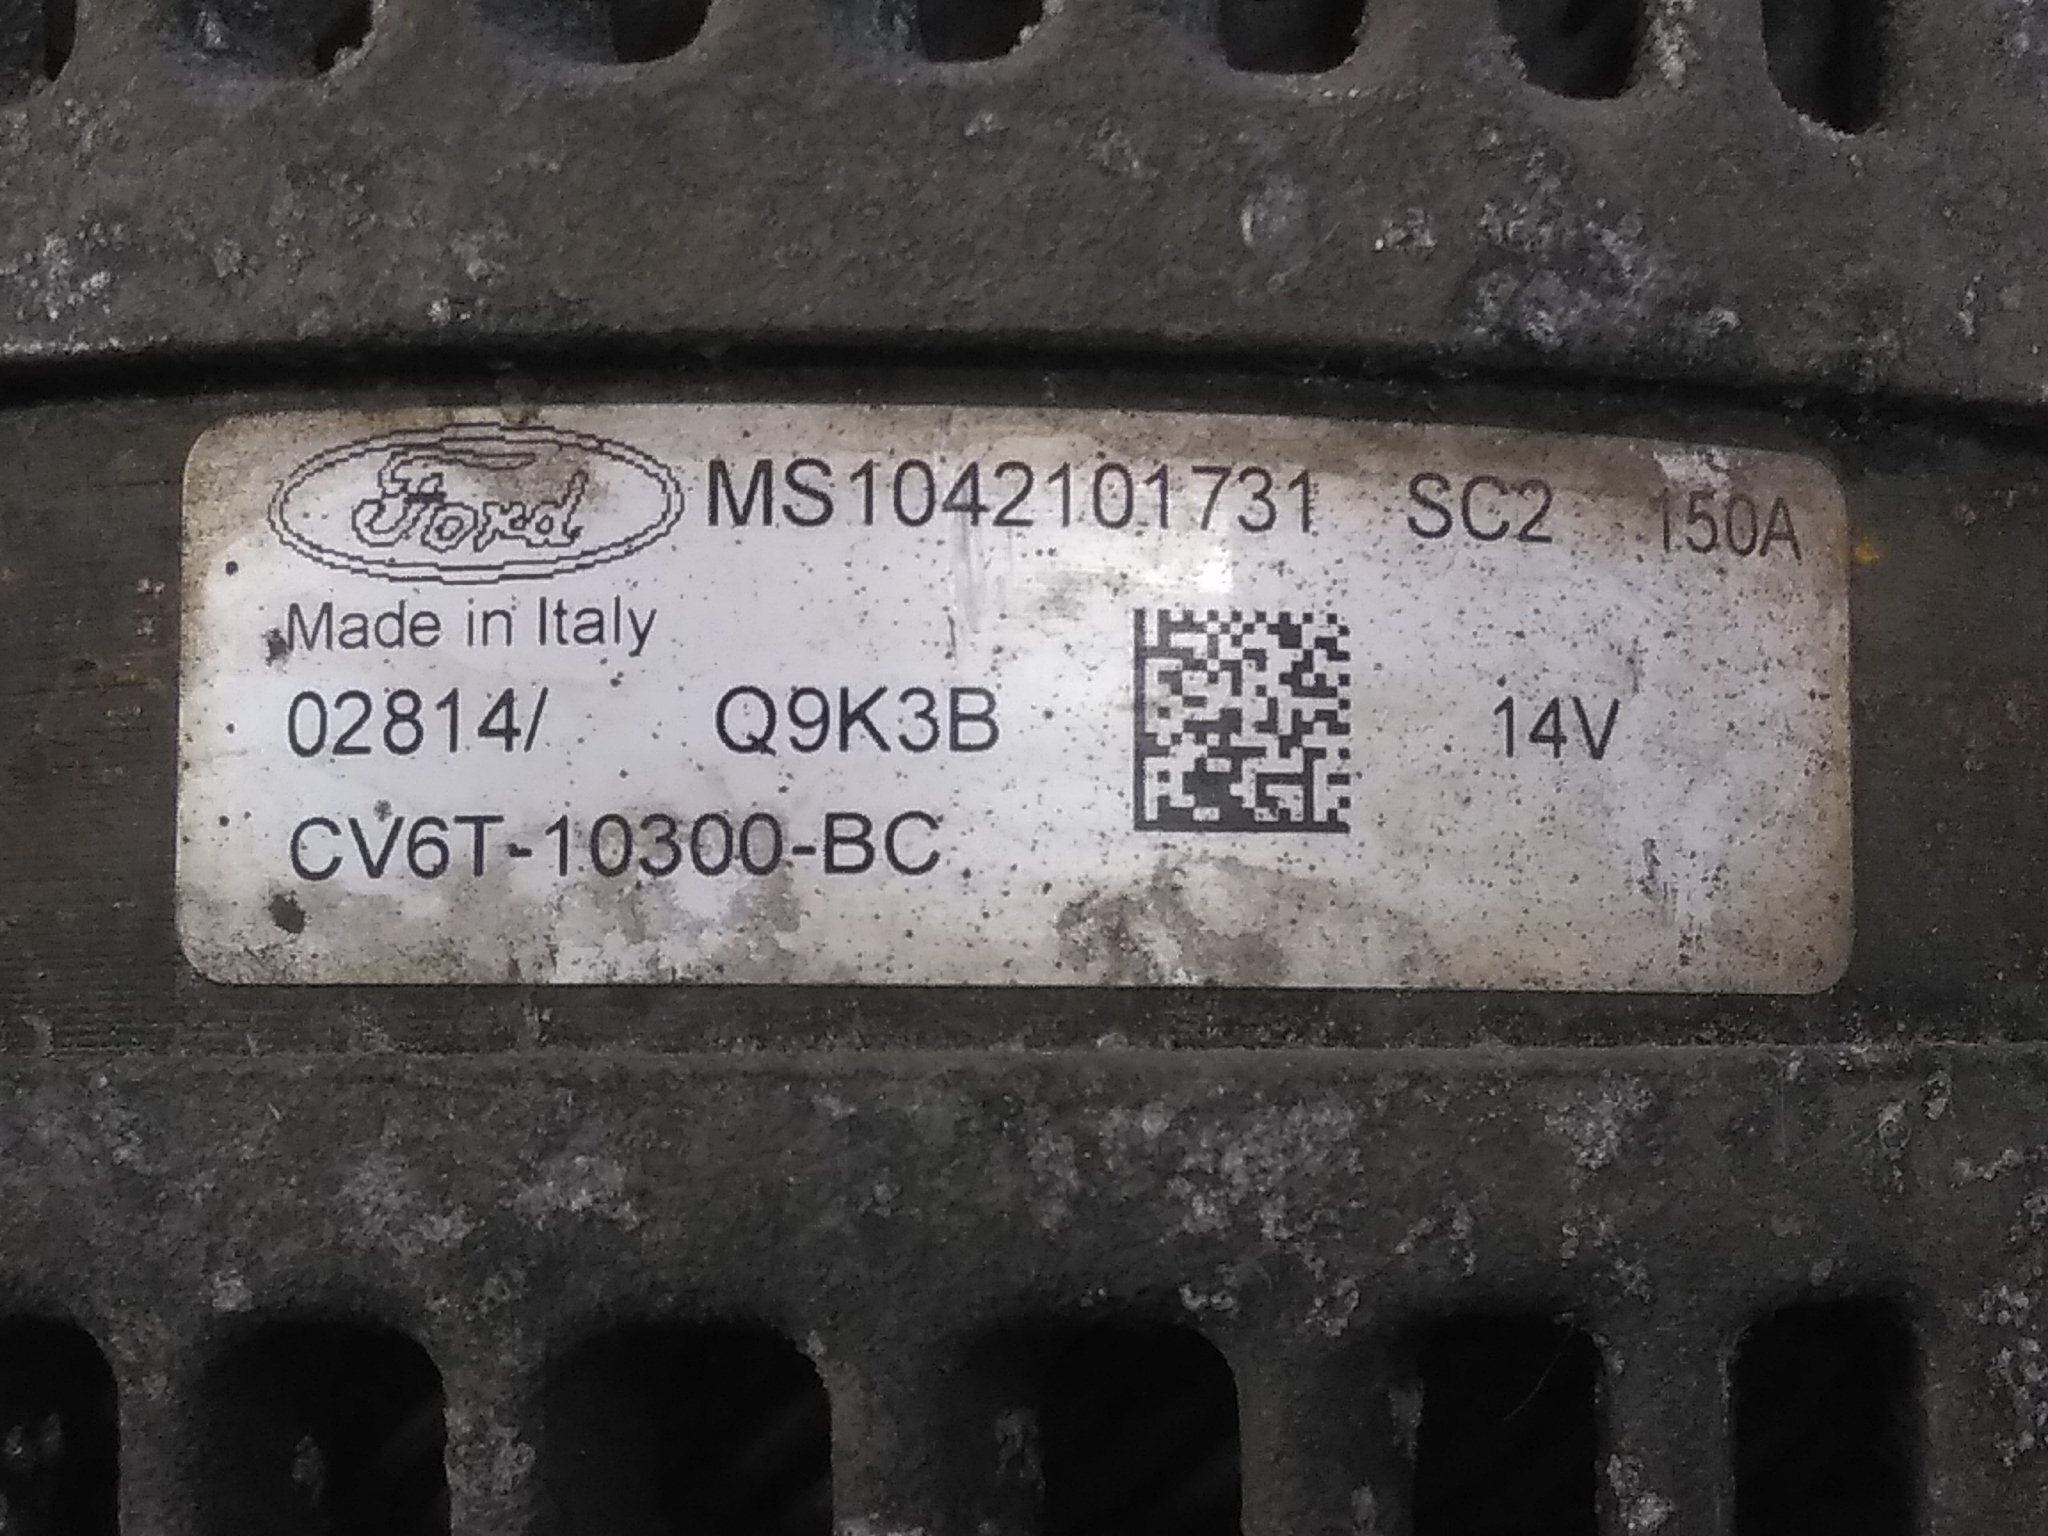 Ford MS1042101731 SC2 150A
Made in Italy
02814/ Q9K3B 14V
CV6T-10300-BC